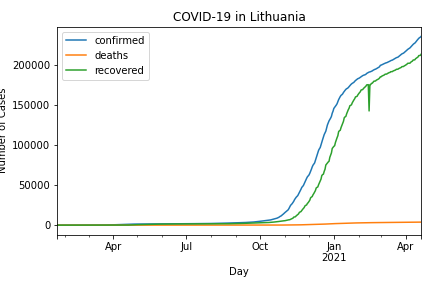 COVID-19 in Lithuania
confirmed
deaths
recovered
200000
150000
100000
50000
0
Number of Cases
Apr
Jul
Oct
Jan
2021
Apr
Day